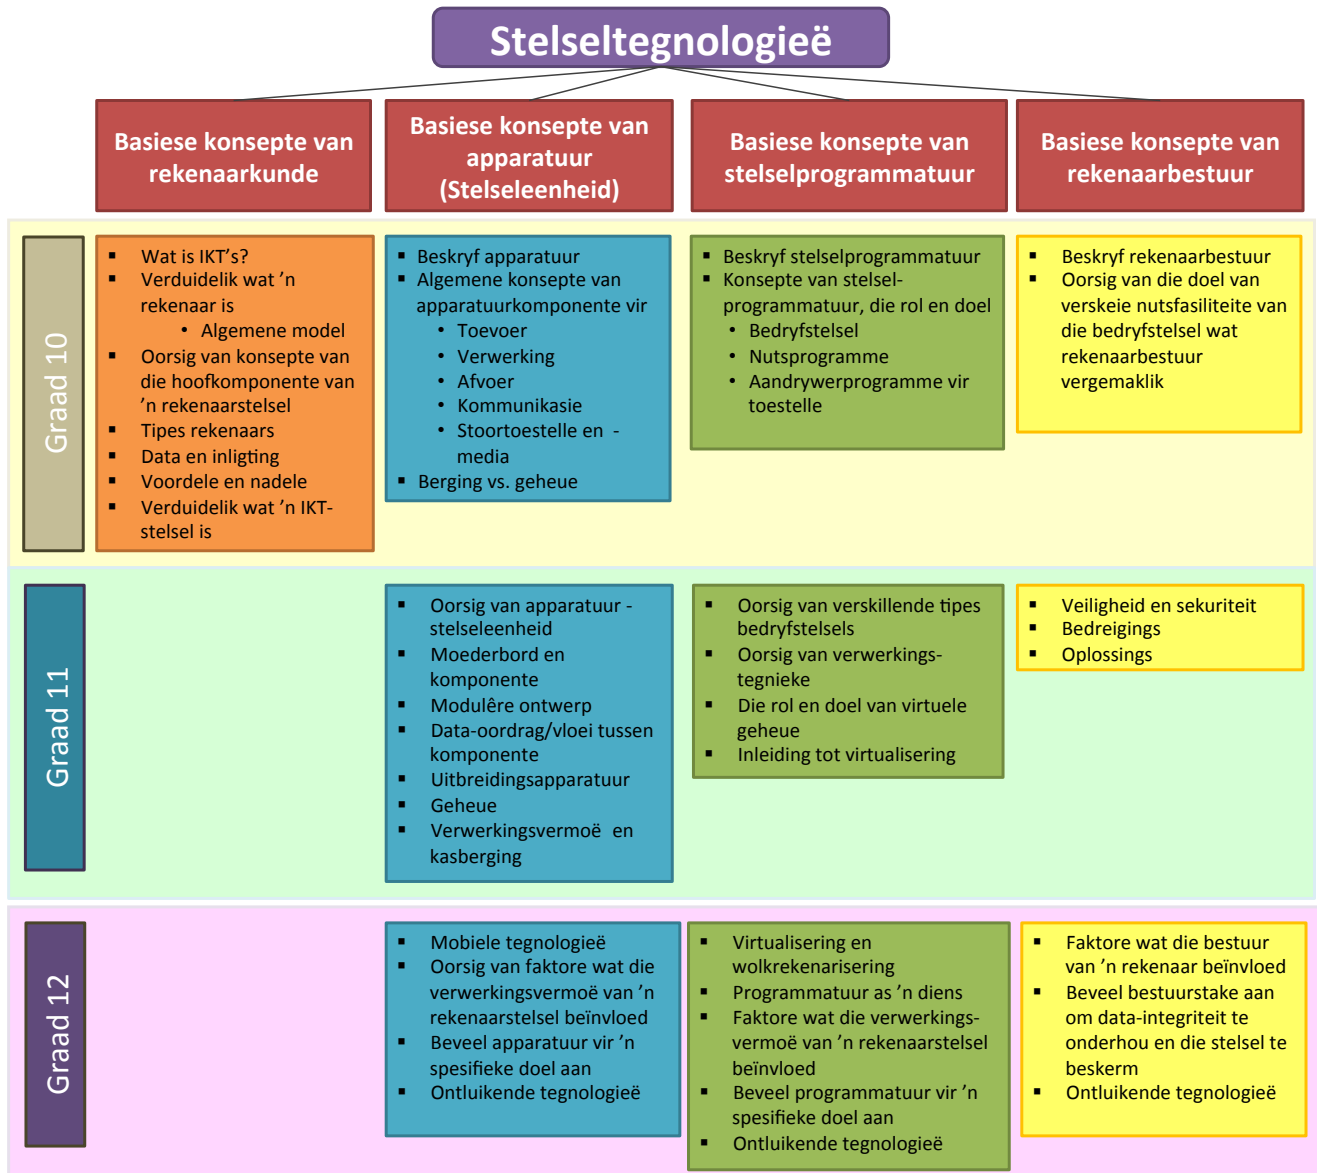 Stelseltegnologieë
Basiese konsepte van
rekenaarkunde
Basiese konsepte van
apparatuur
(Stelseleenheid)
Basiese konsepte van
stelselprogrammatuur
Basiese konsepte van
rekenaarbestuur
Graad 10
▪ Wat is IKT's?
▪ Verduidelik wat 'n
rekenaar is
• Algemene model
▪ Oorsig van konsepte van
die hoofkomponente van
'n rekenaarstelsel
▪ Tipes rekenaars
▪ Data en inligting
▪ Voordele en nadele
▪ Verduidelik wat 'n IKT-
stelsel is
▪ Beskryf apparatuur
▪ Algemene konsepte van
apparatuurkomponente vir
• Toevoer
• Verwerking
• Afvoer
• Kommunikasie
• Stoortoestelle en -
media
▪ Berging vs. geheue
▪ Beskryf stelselprogrammatuur
▪ Konsepte van stelsel-
programmatuur, die rol en doel
• Bedryfstelsel
• Nutsprogramme
• Aandrywerprogramme vir
toestelle
▪ Beskryf rekenaarbestuur
▪ Oorsig van die doel van
verskeie nutsfasiliteite van
die bedryfstelsel wat
rekenaarbestuur
vergemaklik
Graad 11
▪ Oorsig van apparatuur -
stelseleenheid
▪ Moederbord en
komponente
▪ Modulêre ontwerp
▪ Data-oordrag/vloei tussen
komponente
▪ Uitbreidingsapparatuur
▪ Geheue
▪ Verwerkingsvermoë en
kasberging
▪ Oorsig van verskillende tipes
bedryfstelsels
▪ Oorsig van verwerkings-
tegnieke
▪ Die rol en doel van virtuele
geheue
▪ Inleiding tot virtualisering
▪ Veiligheid en sekuriteit
▪ Bedreigings
▪ Oplossings
Graad 12
▪ Mobiele tegnologieë
▪ Oorsig van faktore wat die
verwerkingsvermoë van 'n
rekenaarstelsel beïnvloed
▪ Beveel apparatuur vir 'n
spesifieke doel aan
▪ Ontluikende tegnologieë
▪ Virtualisering en
wolkrekenarisering
▪ Programmatuur as 'n diens
▪ Faktore wat die verwerkings-
vermoë van 'n rekenaarstelsel
beïnvloed
▪ Beveel programmatuur vir 'n
spesifieke doel aan
▪ Ontluikende tegnologieë
▪ Faktore wat die bestuur
van 'n rekenaar beïnvloed
▪ Beveel bestuurstake aan
om data-integriteit te
onderhou en die stelsel te
beskerm
▪ Ontluikende tegnologieë